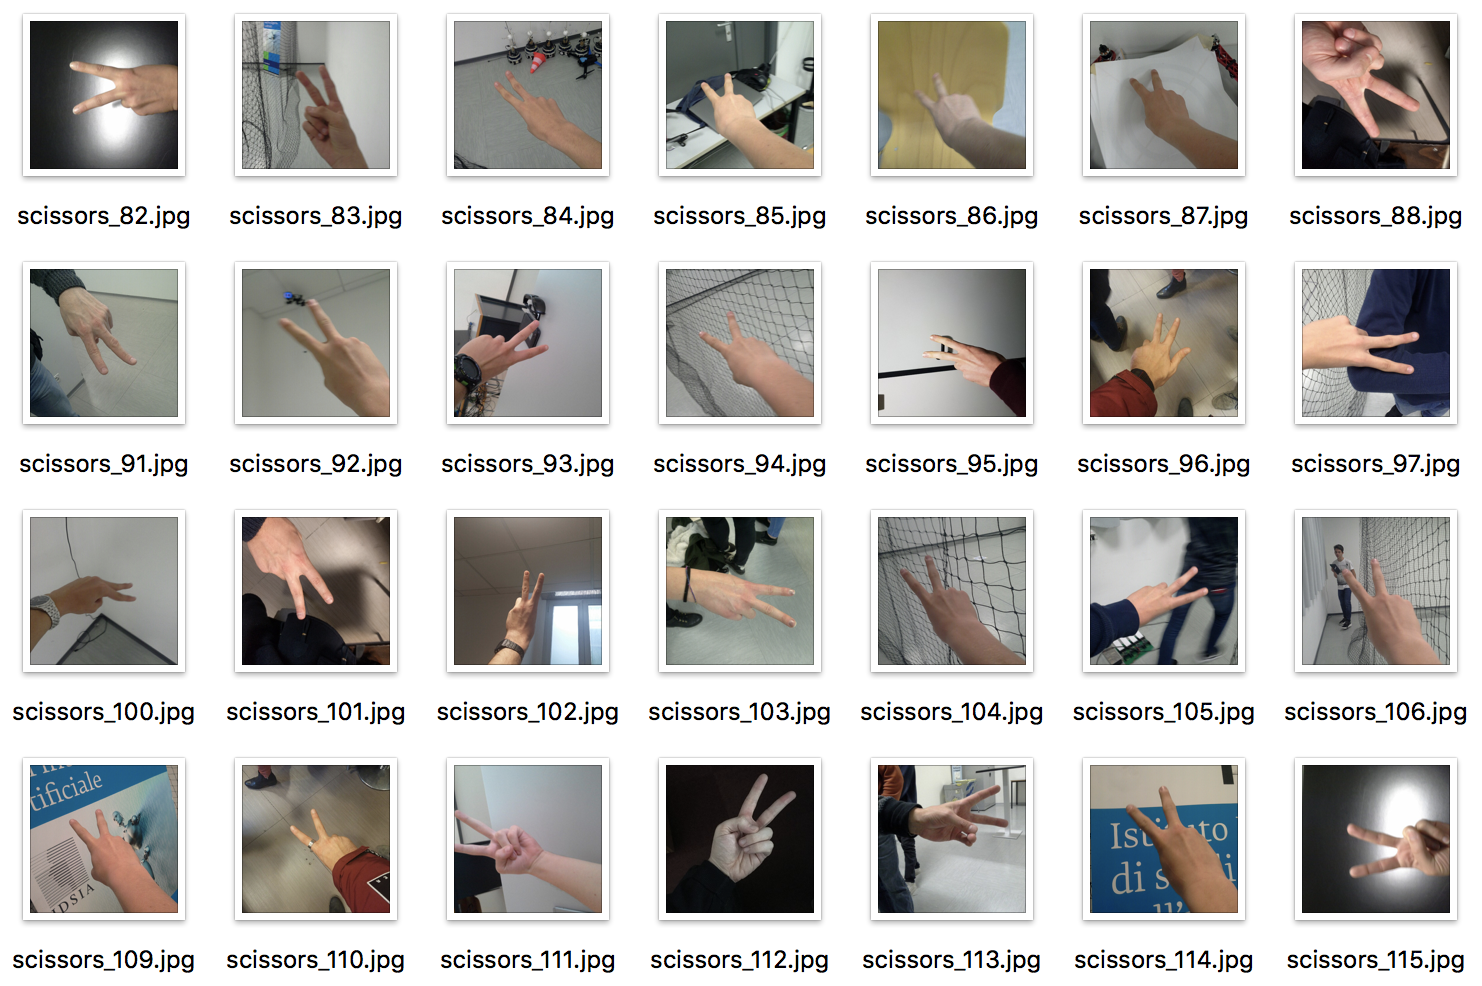 scissors_82.jpg scissors_83.jpg scissors_84.jpg scissors_85.jpg scissors_86.jpg scissors_87.jpg scissors_88.jpg
scissors_91.jpg scissors_92.jpg scissors_93.jpg scissors_94.jpg scissors_95.jpg scissors_96.jpg scissors_97.jpg
scissors_100.jpg scissors_101.jpg scissors_102.jpg scissors_103.jpg scissors_104.jpg scissors_105.jpg scissors_106.jpg
tificiale
IDSIA
Istituto
di s
scissors_109.jpg scissors_110.jpg scissors_111.jpg scissors_112.jpg scissors_113.jpg scissors_114.jpg scissors_115.jpg